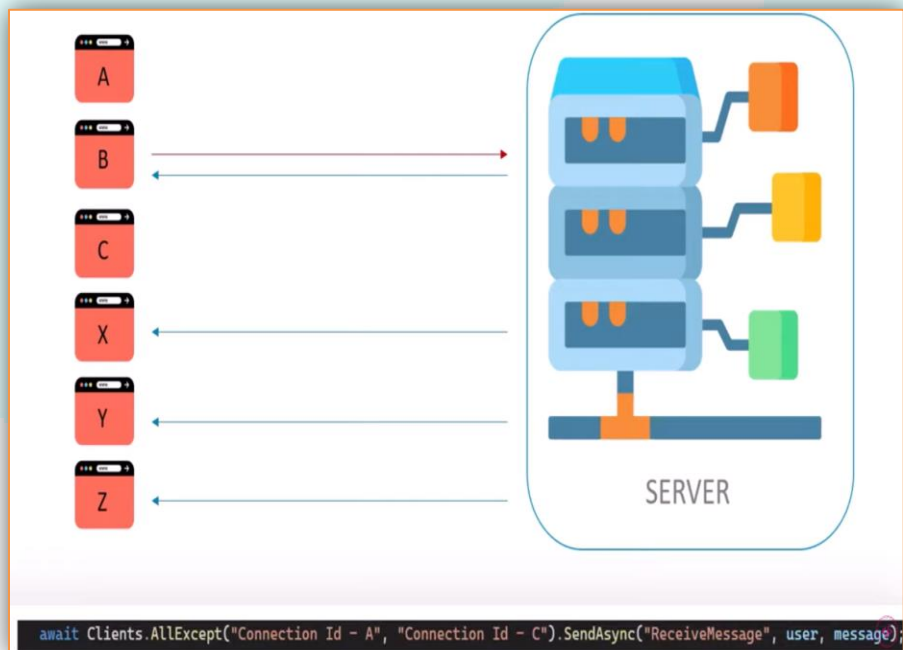 A
B
C
X
Y
Z
SERVER
await Clients.AllExcept("Connection Id - A", "Connection Id - C").SendAsync("ReceiveMessage", user, message);